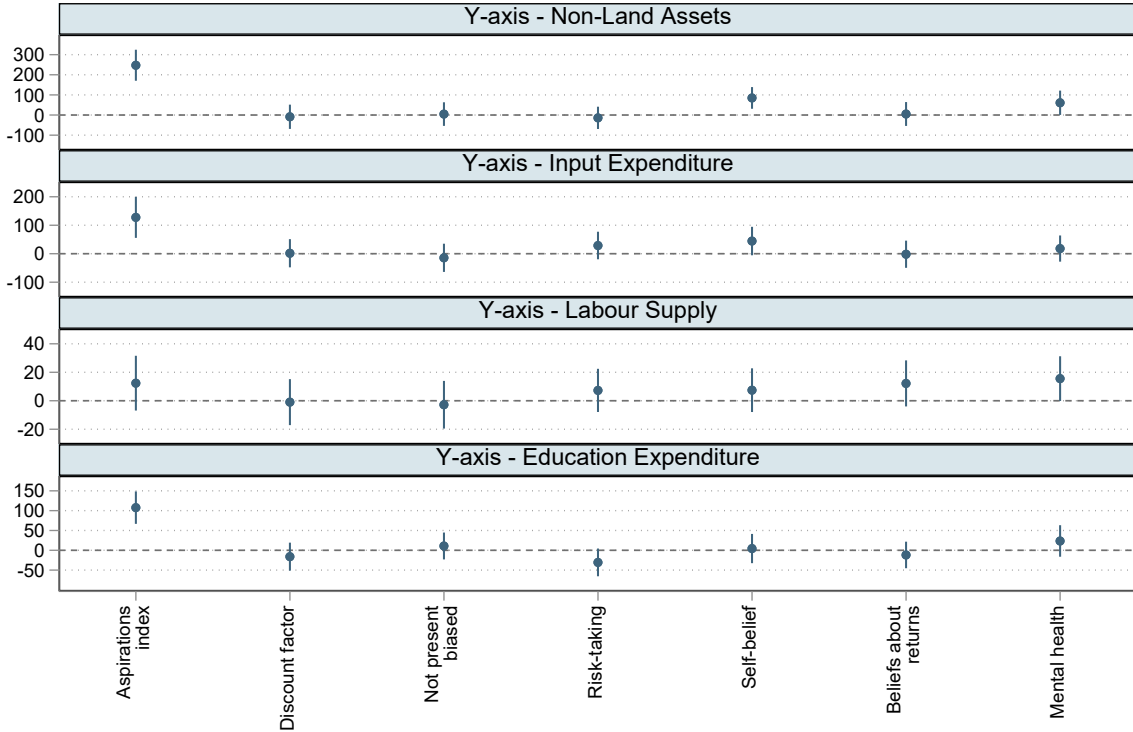 Y-axis - Non-Land Assets
300
200
100
0
-100
Y-axis - Input Expenditure
200
100
0
-100
Y-axis - Labour Supply
40
20
0
-20
Y-axis - Education Expenditure
150
100
50
0
-50
Aspirations
index
Discount factor
Not present
biased
Risk-taking
Self-belief
Beliefs about
returns
Mental health